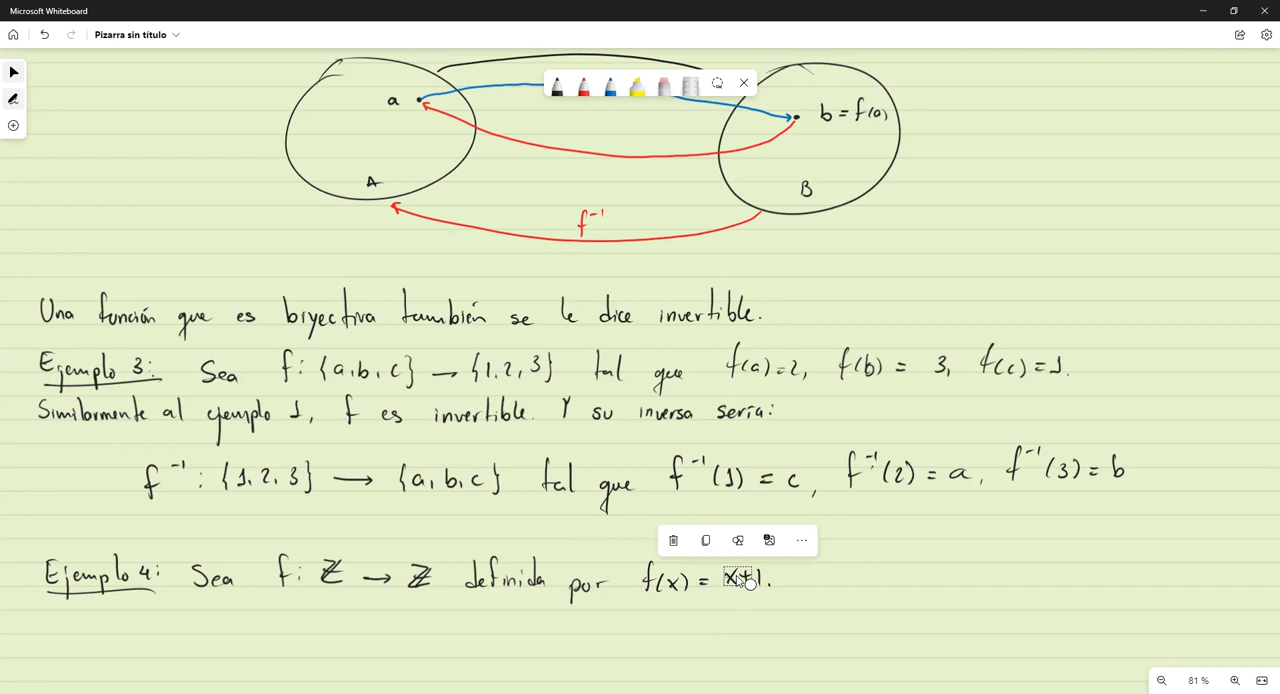 Microsoft Whiteboard
Pizarra sin título
a
b = f(a)
A
B
f⁻¹
Una función que es biyectiva también se le dice invertible.
Ejemplo 3: Sea f: {a,b,c} → {1,2,3} tal que f(a)=2, f(b) = 3, f(c)=1.
Similarmente al ejemplo 1, f es invertible. Y su inversa sería:
f⁻¹: {1,2,3} → {a,b,c} tal que f⁻¹(1) = c, f⁻¹(2) = a, f⁻¹(3) = b
Ejemplo 4: Sea f: ℤ → ℤ definida por f(x) = x+1.
81 %